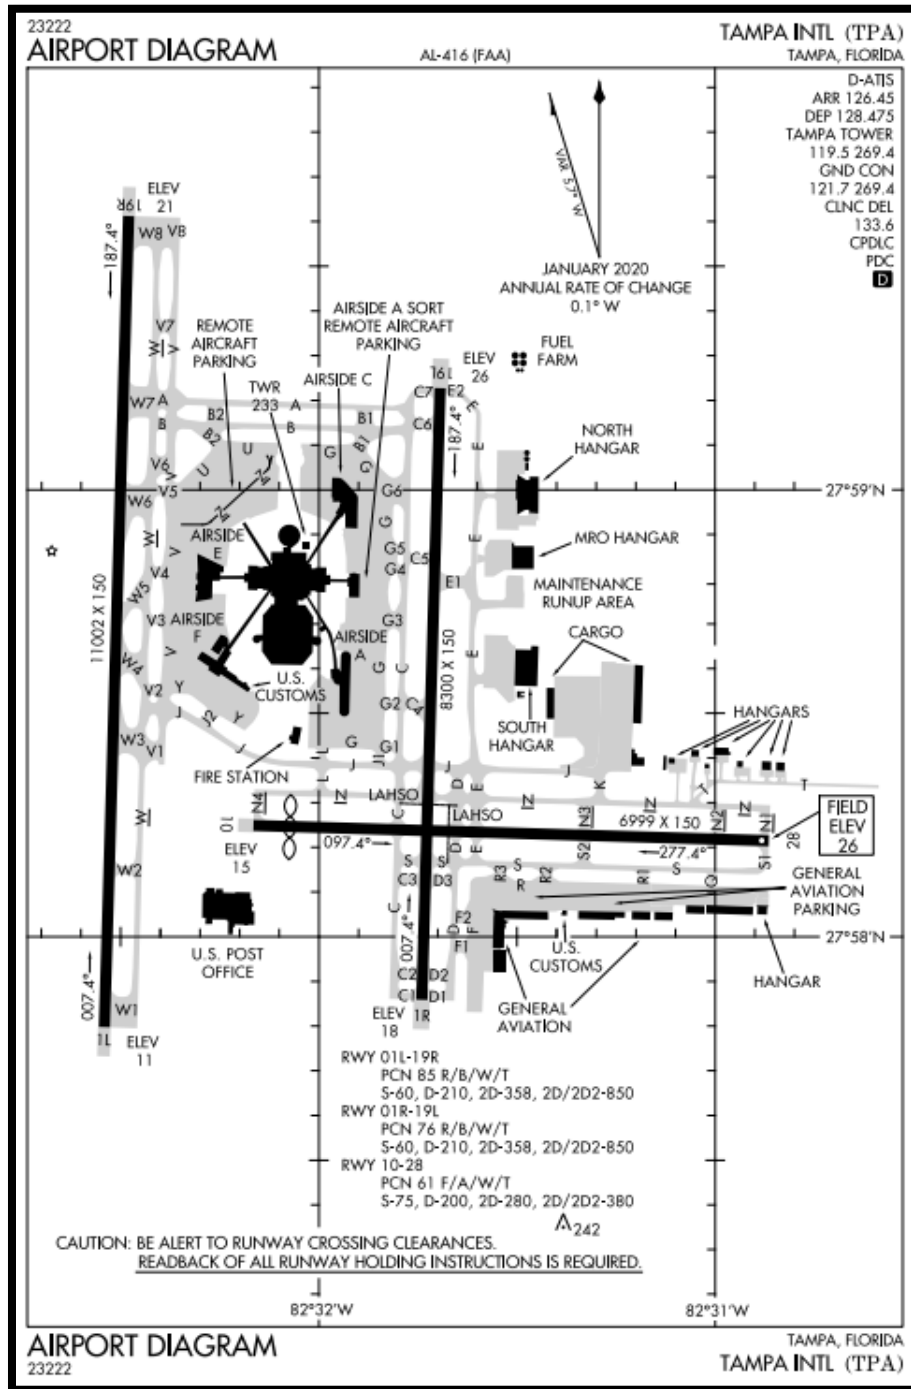 23222
AIRPORT DIAGRAM
AL-416 (FAA)
TAMPA INTL (TPA)
TAMPA, FLORIDA
D-ATIS
ARR 126.45
DEP 128.475
TAMPA TOWER
119.5 269.4
GND CON
121.7 269.4
CLNC DEL
133.6
CPDLC
PDC
D
VAR 5.7° W
JANUARY 2020
ANNUAL RATE OF CHANGE
0.1° W
ELEV
21
19R
187.4°
W8 V8
V7
W
V
REMOTE
AIRCRAFT
PARKING
AIRSIDE A SORT
REMOTE AIRCRAFT
PARKING
TWR
233
AIRSIDE C
FUEL
FARM
ELEV
26
19L
C7 E2
E
187.4°
W7 A
B2 A
B B2 B B1
C6
B1
E
NORTH
HANGAR
U U Y G G
V6
V
V5
Z4
Z4
G6
27°59'N
W6
W
AIRSIDE
E
G
G5 C5
G4
E
MRO HANGAR
V
V4
W5
E1
MAINTENANCE
RUNUP AREA
11002 X 150
V3
AIRSIDE
F
AIRSIDE
A
G3
8300 X 150
CARGO
V
W4
U.S.
CUSTOMS
G C
E
V2 Y
J J2 Y
G2 C4
SOUTH
HANGAR
HANGARS
W3
V1
J
FIRE STATION
L G J1 G1
L J J D E J K T T
W
N4 N LAHSO LAHSO N N3 N N2 N N1
10
ELEV
15
097.4°
C D E
6999 X 150
S2
277.4°
S1
28
FIELD
ELEV
26
W2
S S S S
C3 D3
R3 R R2 R1 Q
GENERAL
AVIATION
PARKING
C
007.4°
D F2 F
F1
U.S. POST
OFFICE
U.S.
CUSTOMS
27°58'N
HANGAR
007.4°
C2 D2
C1 D1
GENERAL
AVIATION
W1
1L
ELEV
11
ELEV
18
1R
RWY 01L-19R
PCN 85 R/B/W/T
S-60, D-210, 2D-358, 2D/2D2-850
RWY 01R-19L
PCN 76 R/B/W/T
S-60, D-210, 2D-358, 2D/2D2-850
RWY 10-28
PCN 61 F/A/W/T
S-75, D-200, 2D-280, 2D/2D2-380
242
CAUTION: BE ALERT TO RUNWAY CROSSING CLEARANCES.
READBACK OF ALL RUNWAY HOLDING INSTRUCTIONS IS REQUIRED.
82°32'W
82°31'W
AIRPORT DIAGRAM
23222
TAMPA, FLORIDA
TAMPA INTL (TPA)